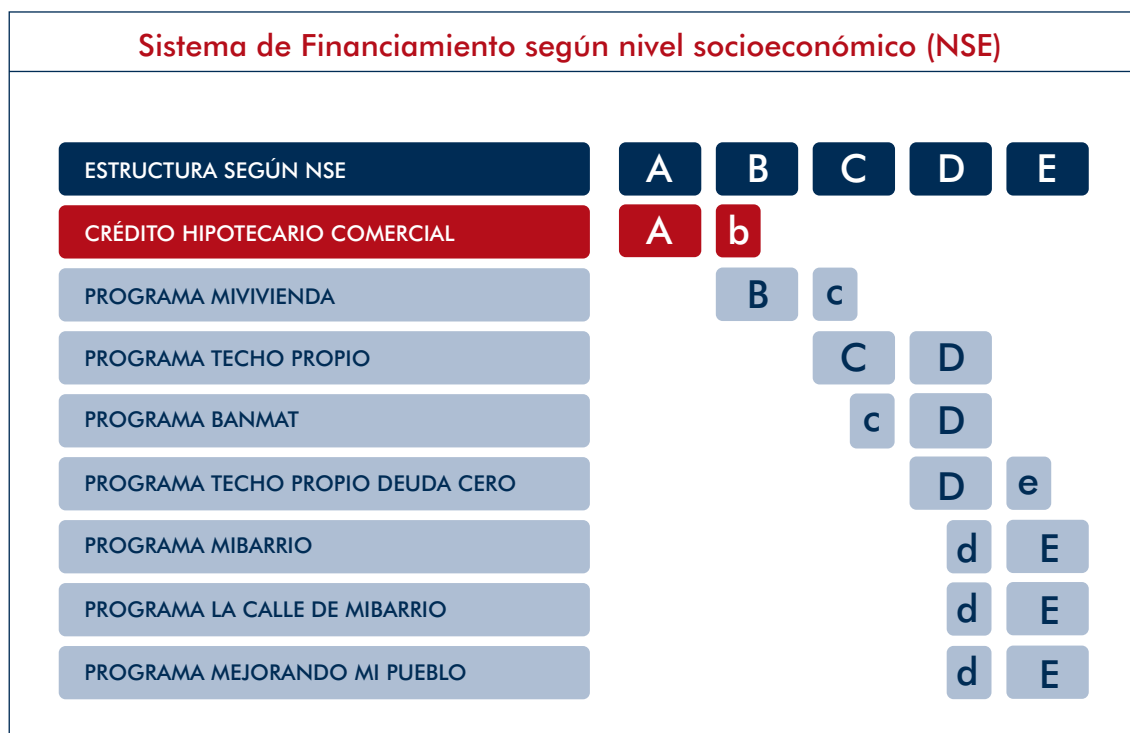 Sistema de Financiamiento según nivel socioeconómico (NSE)
ESTRUCTURA SEGÚN NSE A B C D E
CRÉDITO HIPOTECARIO COMERCIAL A b
PROGRAMA MIVIVIENDA B c
PROGRAMA TECHO PROPIO C D
PROGRAMA BANMAT c D
PROGRAMA TECHO PROPIO DEUDA CERO D e
PROGRAMA MIBARRIO d E
PROGRAMA LA CALLE DE MIBARRIO d E
PROGRAMA MEJORANDO MI PUEBLO d E